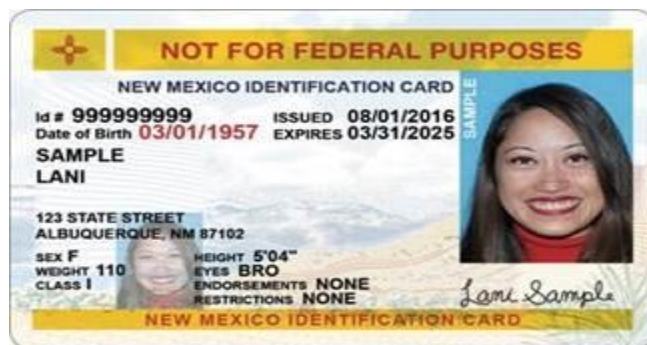 NOT FOR FEDERAL PURPOSES
NEW MEXICO IDENTIFICATION CARD
Id # 999999999 ISSUED 08/01/2016
Date of Birth 03/01/1957 EXPIRES 03/31/2025
SAMPLE
LANI
123 STATE STREET
ALBUQUERQUE, NM 87102
SEX F HEIGHT 5'04"
WEIGHT 110 EYES BRO
CLASS I ENDORSEMENTS NONE
RESTRICTIONS NONE
SAMPLE
Lani Sample
NEW MEXICO IDENTIFICATION CARD